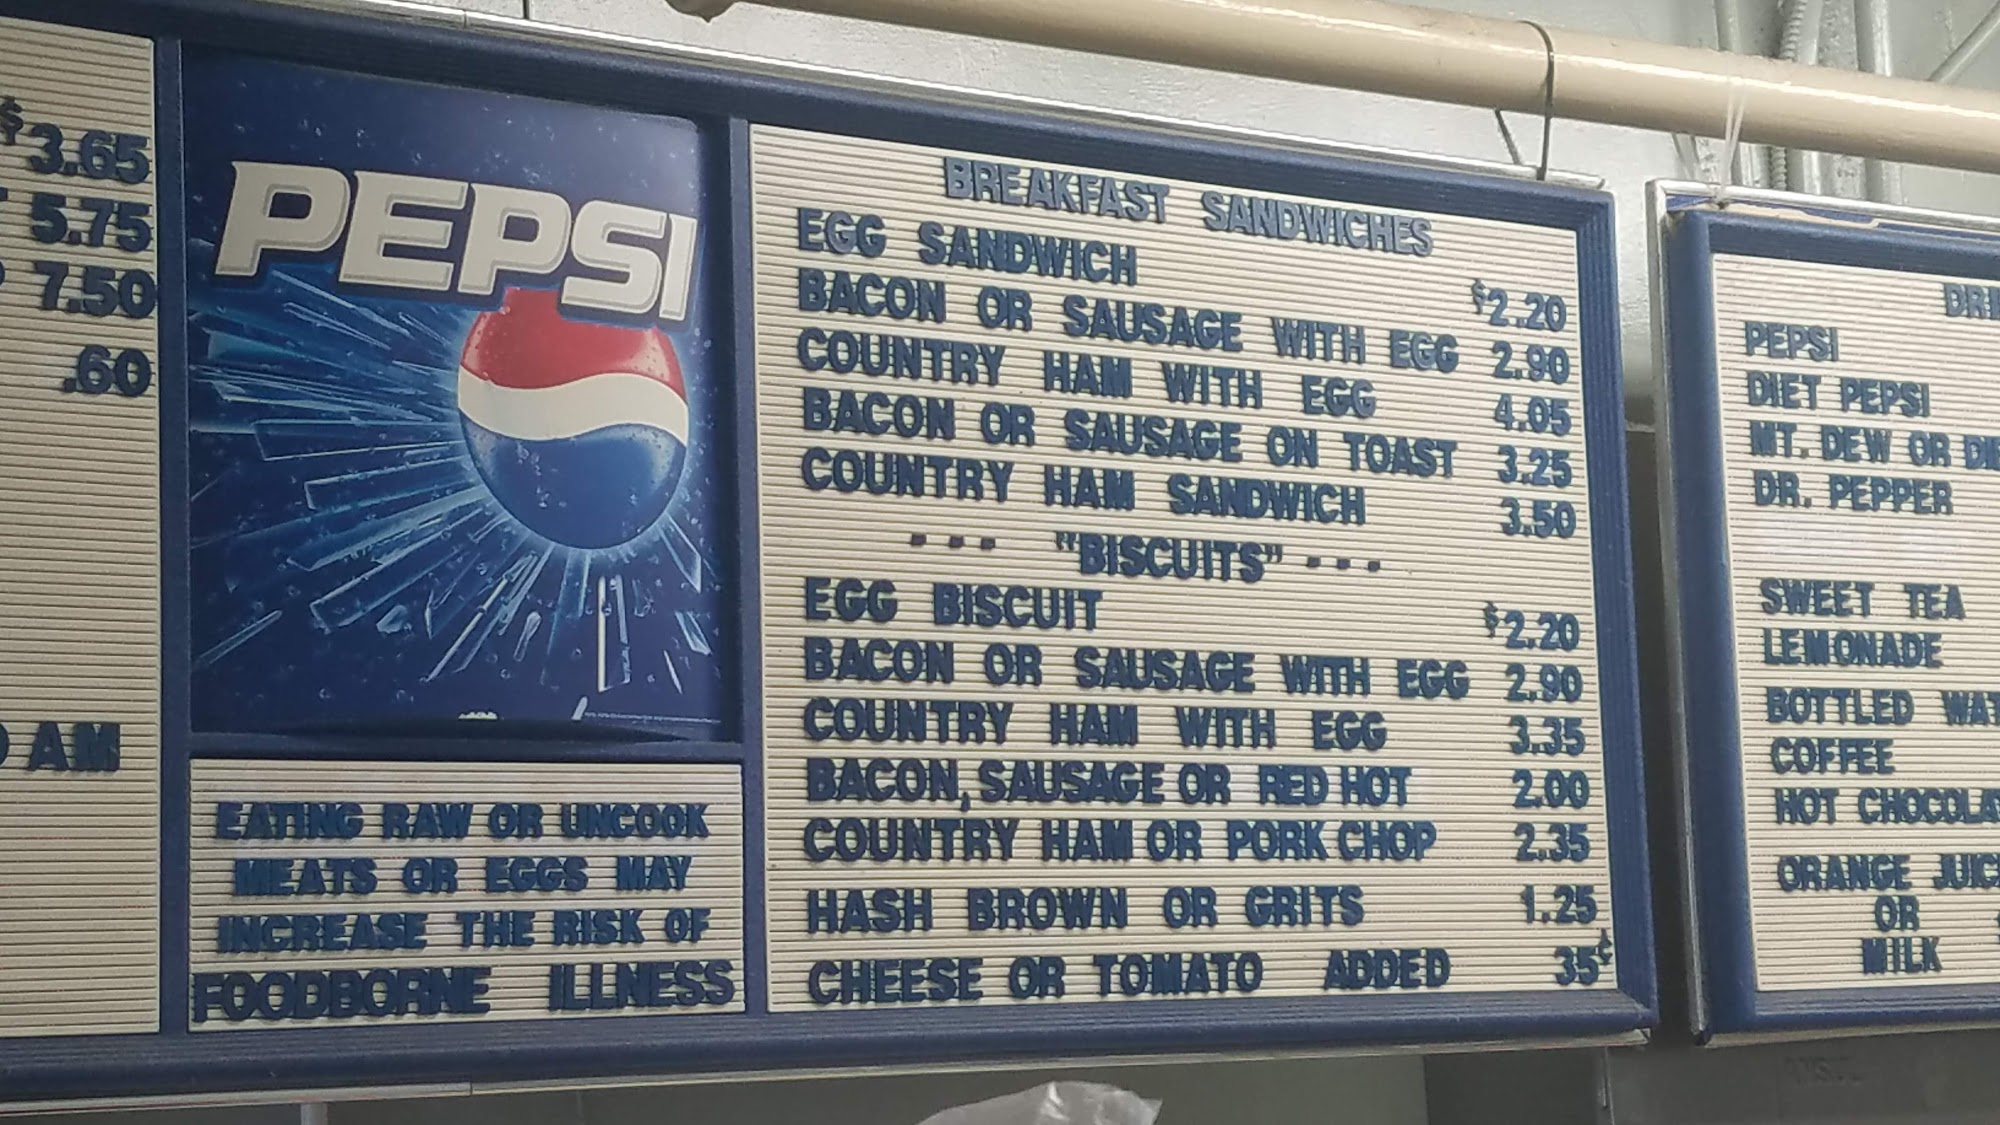 $3.65
5.75
7.50
.60
AM
PEPSI
EATING RAW OR UNCOOK
MEATS OR EGGS MAY
INCREASE THE RISK OF
FOODBORNE ILLNESS
BREAKFAST SANDWICHES
EGG SANDWICH $2.20
BACON OR SAUSAGE WITH EGG 2.90
COUNTRY HAM WITH EGG 4.05
BACON OR SAUSAGE ON TOAST 3.25
COUNTRY HAM SANDWICH 3.50
--- "BISCUITS" ---
EGG BISCUIT $2.20
BACON OR SAUSAGE WITH EGG 2.90
COUNTRY HAM WITH EGG 3.35
BACON, SAUSAGE OR RED HOT 2.00
COUNTRY HAM OR PORK CHOP 2.35
HASH BROWN OR GRITS 1.25
CHEESE OR TOMATO ADDED 35¢
DRI
PEPSI
DIET PEPSI
MT. DEW OR DIE
DR. PEPPER
SWEET TEA
LEMONADE
BOTTLED WAT
COFFEE
HOT CHOCOLA
ORANGE JUIC
OR
MILK